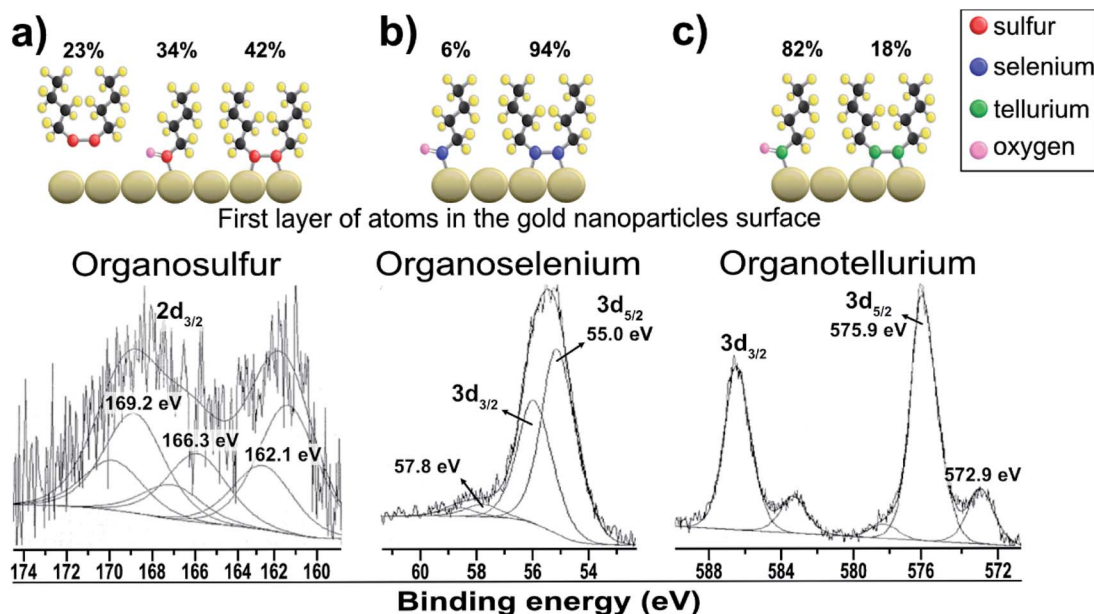 a)
23%
34%
42%
b)
6%
94%
c)
82%
18%
sulfur
selenium
tellurium
oxygen
First layer of atoms in the gold nanoparticles surface
Organosulfur
2d3/2
169.2 eV
166.3 eV
162.1 eV
174 172 170 168 166 164 162 160
Organoselenium
3d5/2
55.0 eV
3d3/2
57.8 eV
60 58 56 54
Organotellurium
3d5/2
575.9 eV
3d3/2
572.9 eV
588 584 580 576 572
Binding energy (eV)